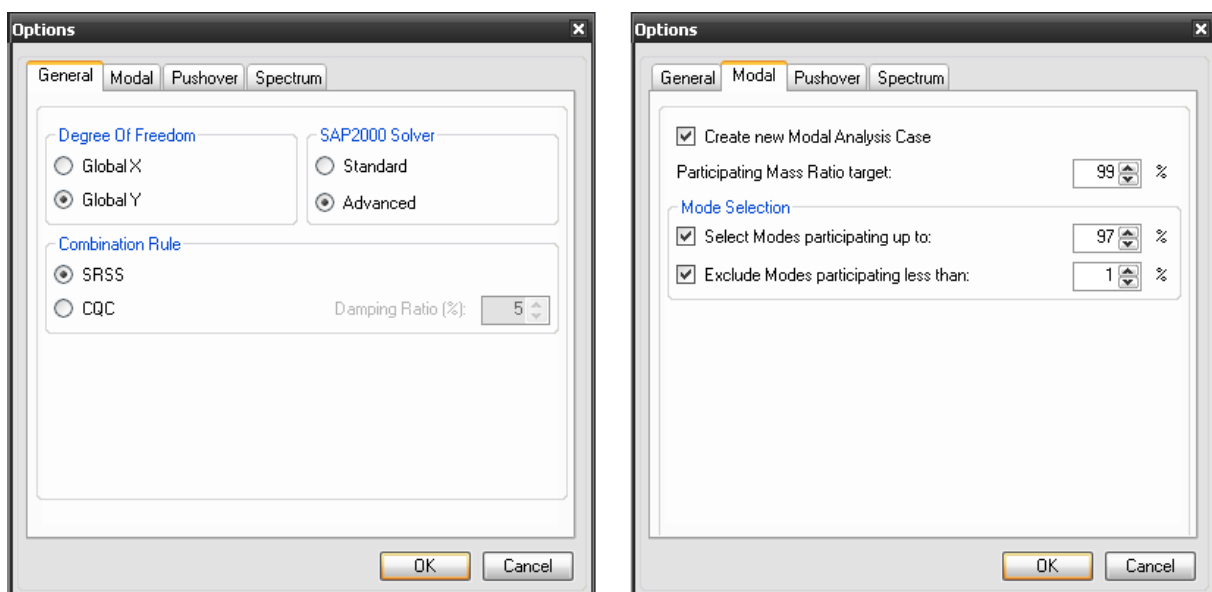 Options
General Modal Pushover Spectrum
Degree Of Freedom
Global X
Global Y
SAP2000 Solver
Standard
Advanced
Combination Rule
SRSS
CQC Damping Ratio (%): 5
OK Cancel
Options
General Modal Pushover Spectrum
Create new Modal Analysis Case
Participating Mass Ratio target: 99 %
Mode Selection
Select Modes participating up to: 97 %
Exclude Modes participating less than: 1 %
OK Cancel